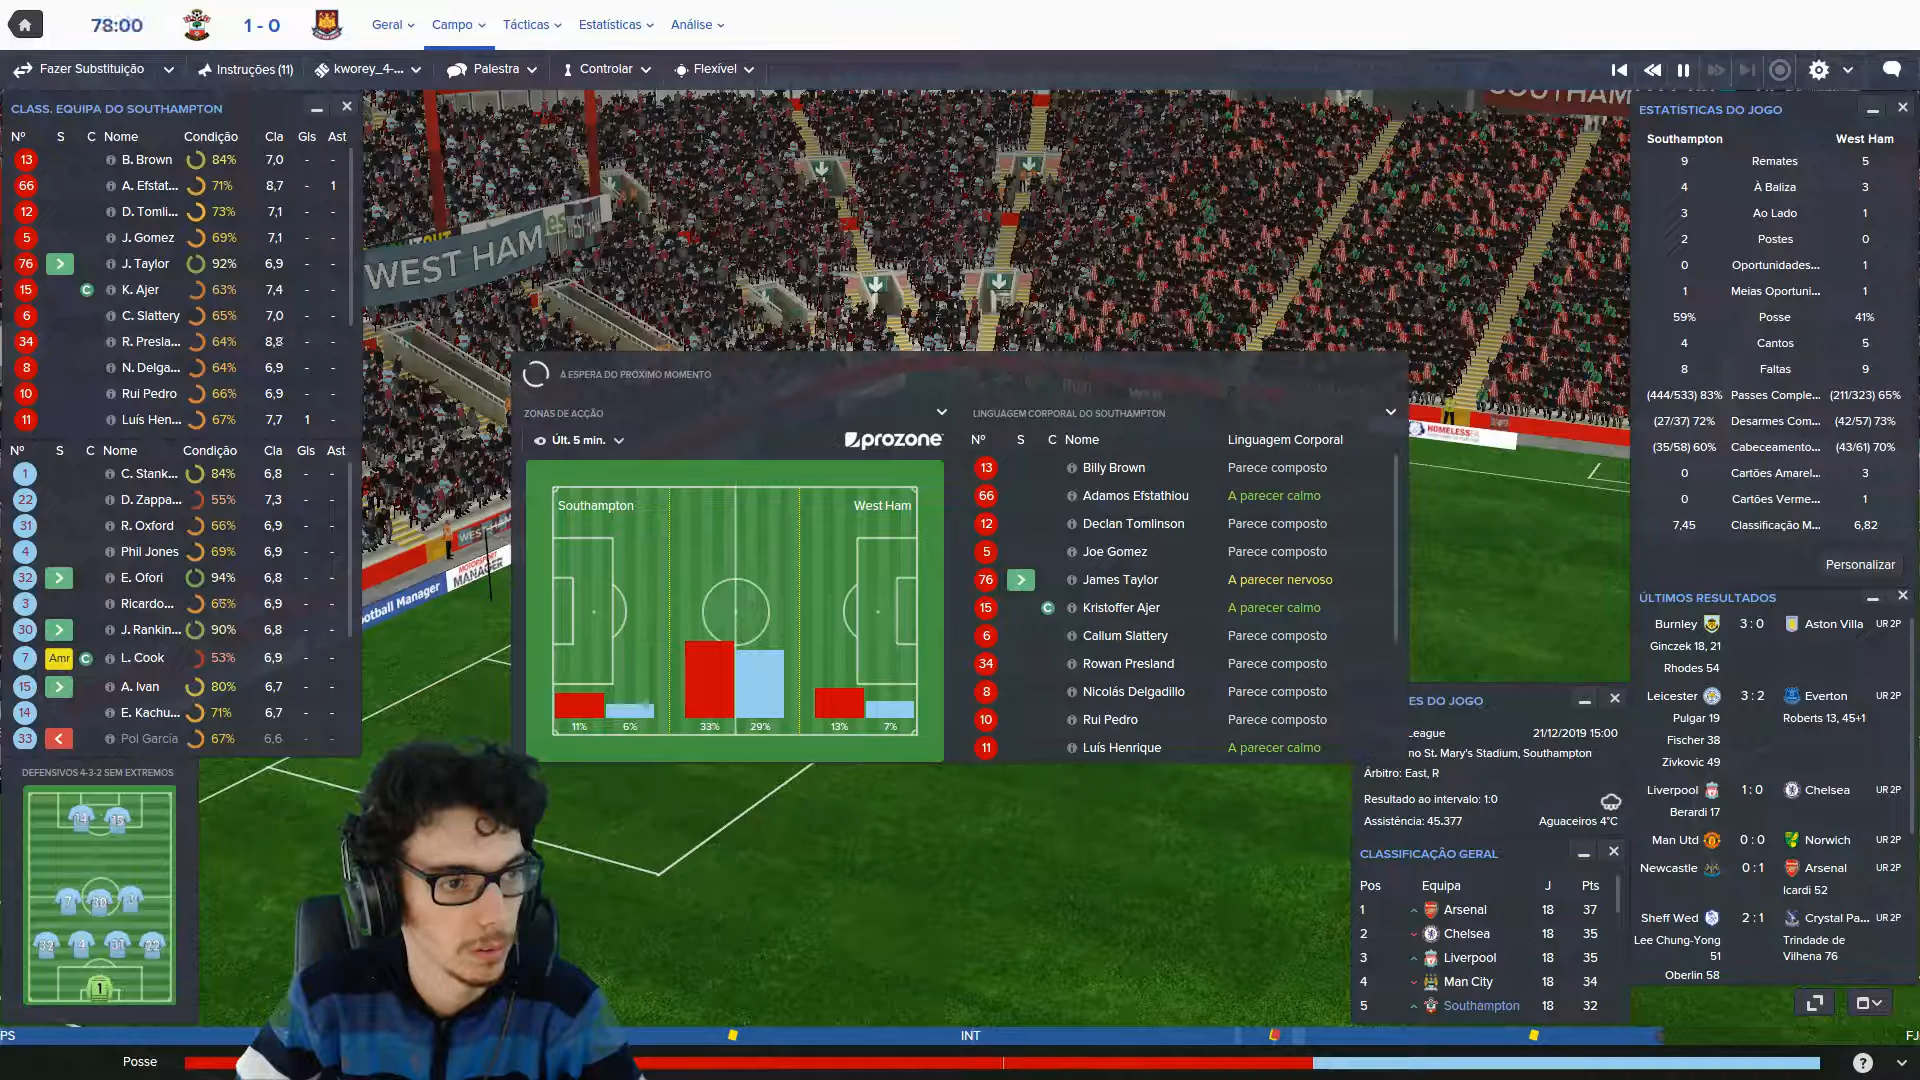 78:00
1 - 0
Geral
Campo
Tácticas
Estatísticas
Análise
Fazer Substituição
Instruções (11)
kworey_4-...
Palestra
Controlar
Flexível
CLASS. EQUIPA DO SOUTHAMPTON
Nº S C Nome Condição Cla Gls Ast
13 B. Brown 84% 7,0 - -
66 A. Efstat... 71% 8,7 - 1
12 D. Tomli... 73% 7,1 - -
5 J. Gomez 69% 7,1 - -
76 J. Taylor 92% 6,9 - -
15 C K. Ajer 63% 7,4 - -
6 C. Slattery 65% 7,0 - -
34 R. Presla... 64% 8,8 - -
8 N. Delga... 64% 6,9 - -
10 Rui Pedro 66% 6,9 - -
11 Luís Hen... 67% 7,7 1 -
Nº S C Nome Condição Cla Gls Ast
1 C. Stank... 84% 6,8 - -
22 D. Zappa... 55% 7,3 - -
31 R. Oxford 66% 6,9 - -
4 Phil Jones 69% 6,9 - -
32 E. Ofori 94% 6,8 - -
3 Ricardo... 66% 6,9 - -
30 J. Rankin... 90% 6,8 - -
7 Amr C L. Cook 53% 6,9 - -
15 A. Ivan 80% 6,7 - -
14 E. Kachu... 71% 6,7 - -
33 Pol García 67% 6,6 - -
DEFENSIVOS 4-3-2 SEM EXTREMOS
14 15
7 30 3
32 4 31 22
1
WEST HAM
WEST HAM
SOUTHAM
MOTORSPORT
MANAGER
ootball Manager
HOMELESS
À ESPERA DO PRÓXIMO MOMENTO
ZONAS DE ACÇÃO
Últ. 5 min.
prozone
Southampton West Ham
11% 6% 33% 29% 13% 7%
LINGUAGEM CORPORAL DO SOUTHAMPTON
Nº S C Nome Linguagem Corporal
13 Billy Brown Parece composto
66 Adamos Efstathiou A parecer calmo
12 Declan Tomlinson Parece composto
5 Joe Gomez Parece composto
76 James Taylor A parecer nervoso
15 C Kristoffer Ajer A parecer calmo
6 Callum Slattery Parece composto
34 Rowan Presland Parece composto
8 Nicolás Delgadillo Parece composto
10 Rui Pedro Parece composto
11 Luís Henrique A parecer calmo
ESTATÍSTICAS DO JOGO
Southampton West Ham
9 Remates 5
4 À Baliza 3
3 Ao Lado 1
2 Postes 0
0 Oportunidades... 1
1 Meias Oportuni... 1
59% Posse 41%
4 Cantos 5
8 Faltas 9
(444/533) 83% Passes Comple... (211/323) 65%
(27/37) 72% Desarmes Com... (42/57) 73%
(35/58) 60% Cabeceamento... (43/61) 70%
0 Cartões Amarel... 3
0 Cartões Verme... 1
7,45 Classificação M... 6,82
Personalizar
ÚLTIMOS RESULTADOS
Burnley 3 : 0 Aston Villa UR 2P
Ginczek 18, 21
Rhodes 54
Leicester 3 : 2 Everton UR 2P
Pulgar 19 Roberts 13, 45+1
Fischer 38
Zivkovic 49
Liverpool 1 : 0 Chelsea UR 2P
Berardi 17
Man Utd 0 : 0 Norwich UR 2P
Newcastle 0 : 1 Arsenal UR 2P
Icardi 52
Sheff Wed 2 : 1 Crystal Pa... UR 2P
Lee Chung-Yong Trindade de
51 Vilhena 76
Oberlin 58
ES DO JOGO
League 21/12/2019 15:00
no St. Mary's Stadium, Southampton
Árbitro: East, R
Resultado ao intervalo: 1:0
Assistência: 45.377 Aguaceiros 4°C
CLASSIFICAÇÃO GERAL
Pos Equipa J Pts
1 Arsenal 18 37
2 Chelsea 18 35
3 Liverpool 18 35
4 Man City 18 34
5 Southampton 18 32
PS
INT
FJ
Posse
?